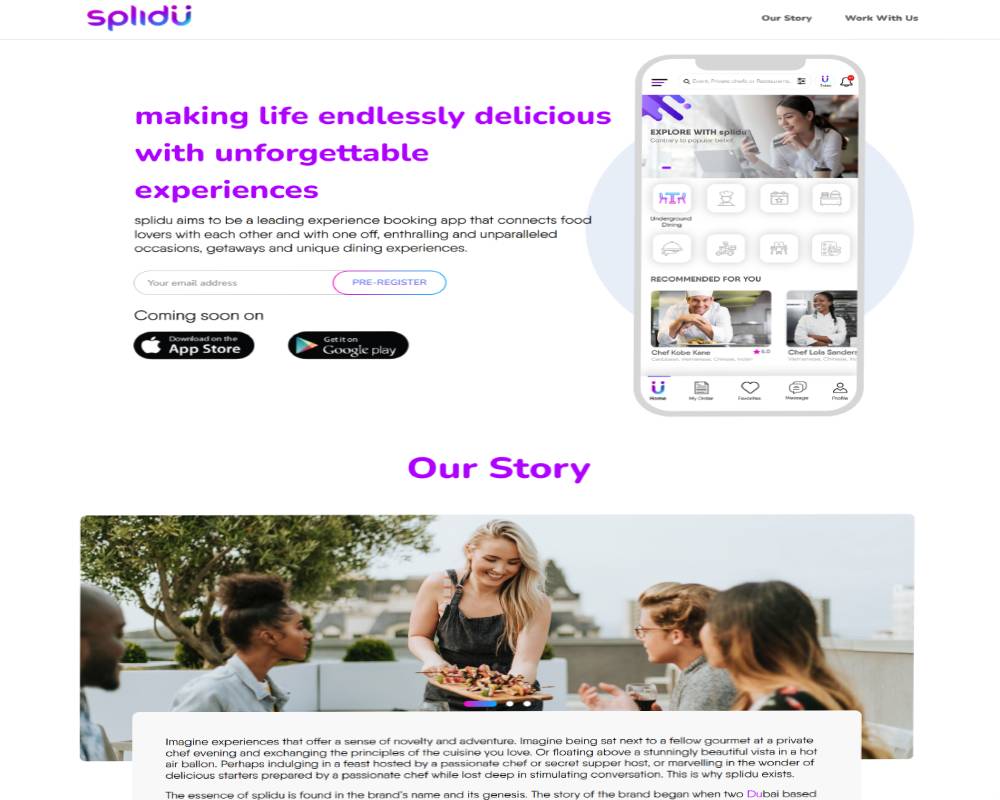 splidü
Our Story
Work With Us
making life endlessly delicious
with unforgettable
experiences
splidu aims to be a leading experience booking app that connects food
lovers with each other and with one off, enthralling and unparalleled
occasions, getaways and unique dining experiences.
Your email address
PRE-REGISTER
Coming soon on
Download on the
App Store
Get it on
Google play
Event, Private chefs or Restaurants
EXPLORE WITH splidu
Contrary to popular belief
Underground
Dining
RECOMMENDED FOR YOU
Chef Kobe Kane
5.0
Caribbean, Vietnamese, Chinese, Indian
Chef Lola Sanders
Vietnamese, Chinese, In
Home
My Order
Favorites
Message
Profile
Our Story
Imagine experiences that offer a sense of novelty and adventure. Imagine being sat next to a fellow gourmet at a private
chef evening and exchanging the principles of the cuisine you love. Or floating above a stunningly beautiful vista in a hot
air ballon. Perhaps indulging in a feast hosted by a passionate chef or secret supper host, or marvelling in the wonder of
delicious starters prepared by a passionate chef while lost deep in stimulating conversation. This is why splidu exists.
The essence of splidu is found in the brand's name and its genesis. The story of the brand began when two Dubai based